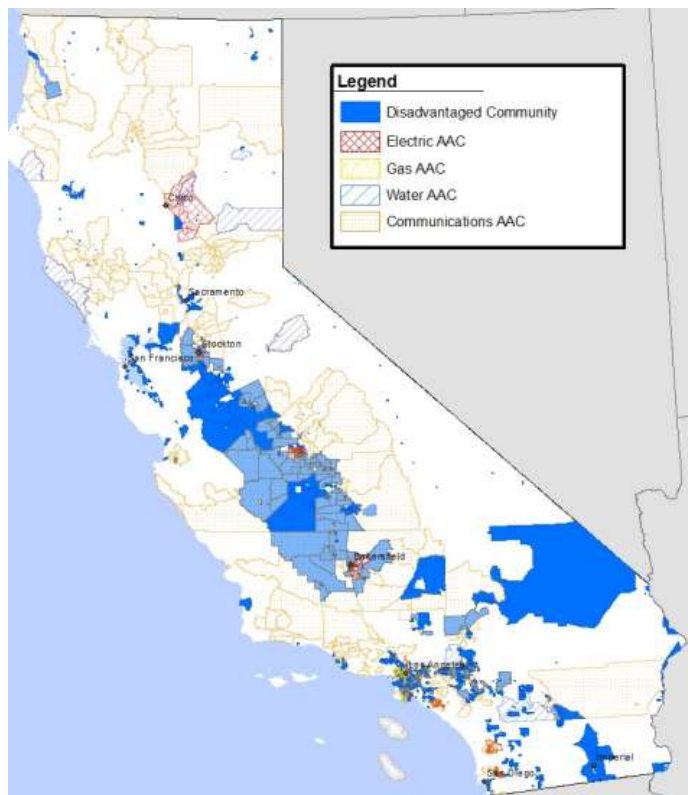 Legend
Disadvantaged Community
Electric AAC
Gas AAC
Water AAC
Communications AAC
Chico
Sacramento
Stockton
San Francisco
Bakersfield
Los Angeles
Imperial
San Diego